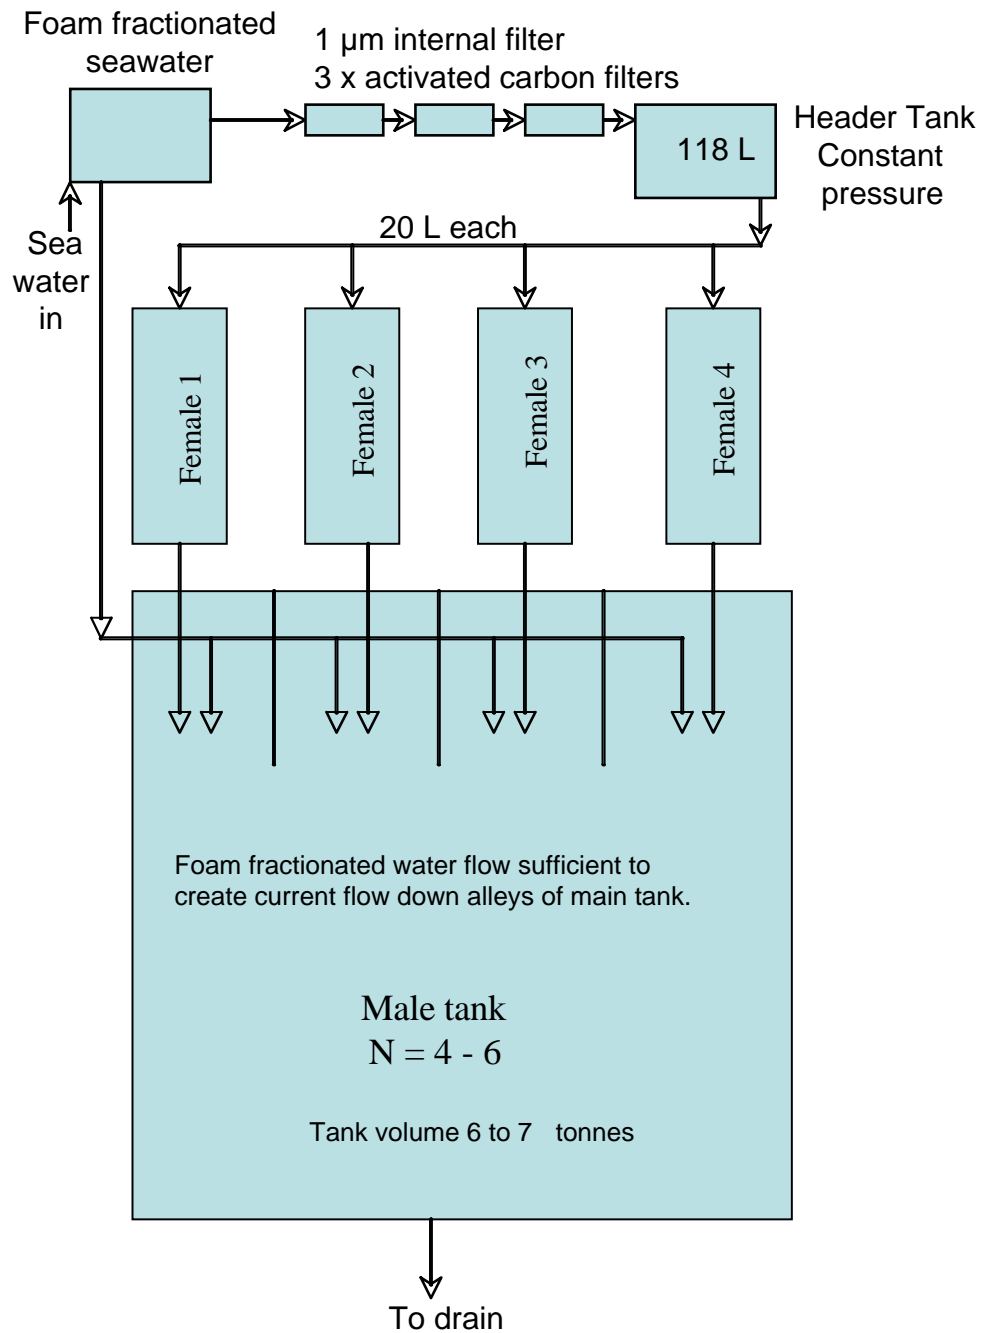 Foam fractionated
seawater
1 µm internal filter
3 x activated carbon filters
118 L
Header Tank
Constant
pressure
Sea
water
in
20 L each
Female 1
Female 2
Female 3
Female 4
Foam fractionated water flow sufficient to
create current flow down alleys of main tank.
Male tank
N = 4 - 6
Tank volume 6 to 7 tonnes
To drain